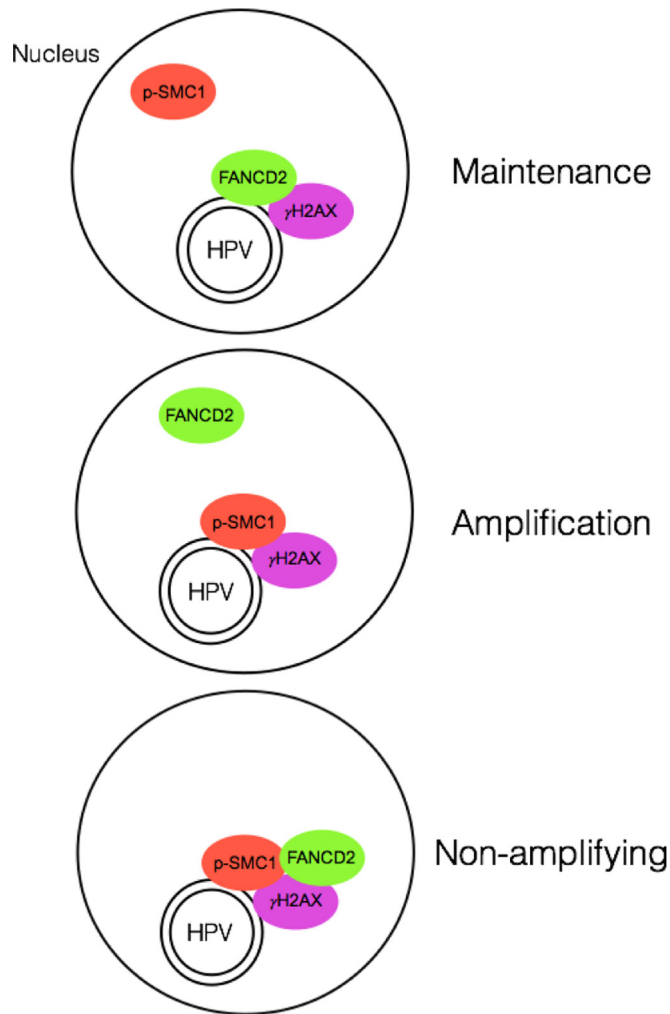 Nucleus
p-SMC1
FANCD2
γH2AX
HPV
Maintenance
FANCD2
p-SMC1
γH2AX
HPV
Amplification
p-SMC1
FANCD2
γH2AX
HPV
Non-amplifying